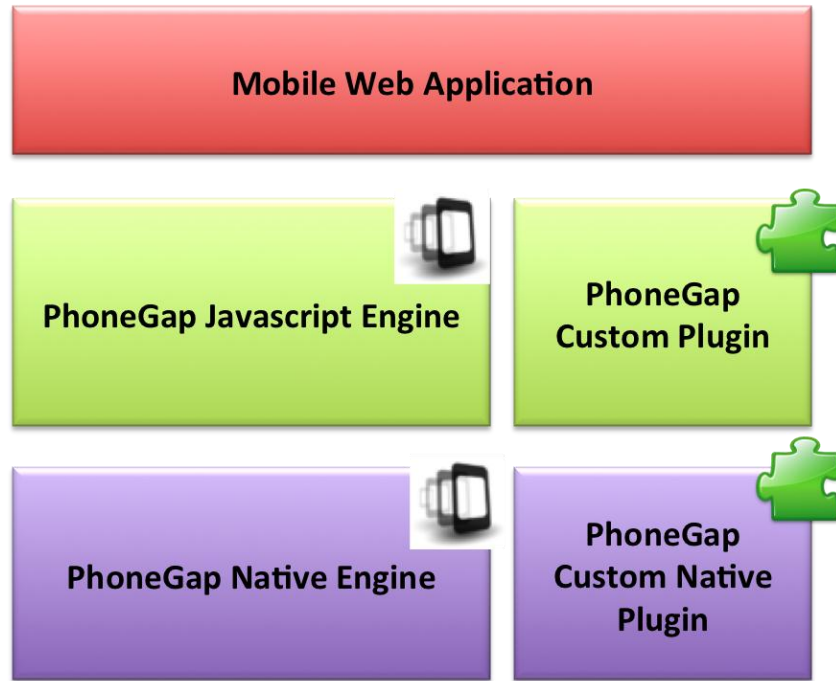 Mobile Web Application
PhoneGap Javascript Engine
PhoneGap
Custom Plugin
PhoneGap Native Engine
PhoneGap
Custom Native
Plugin